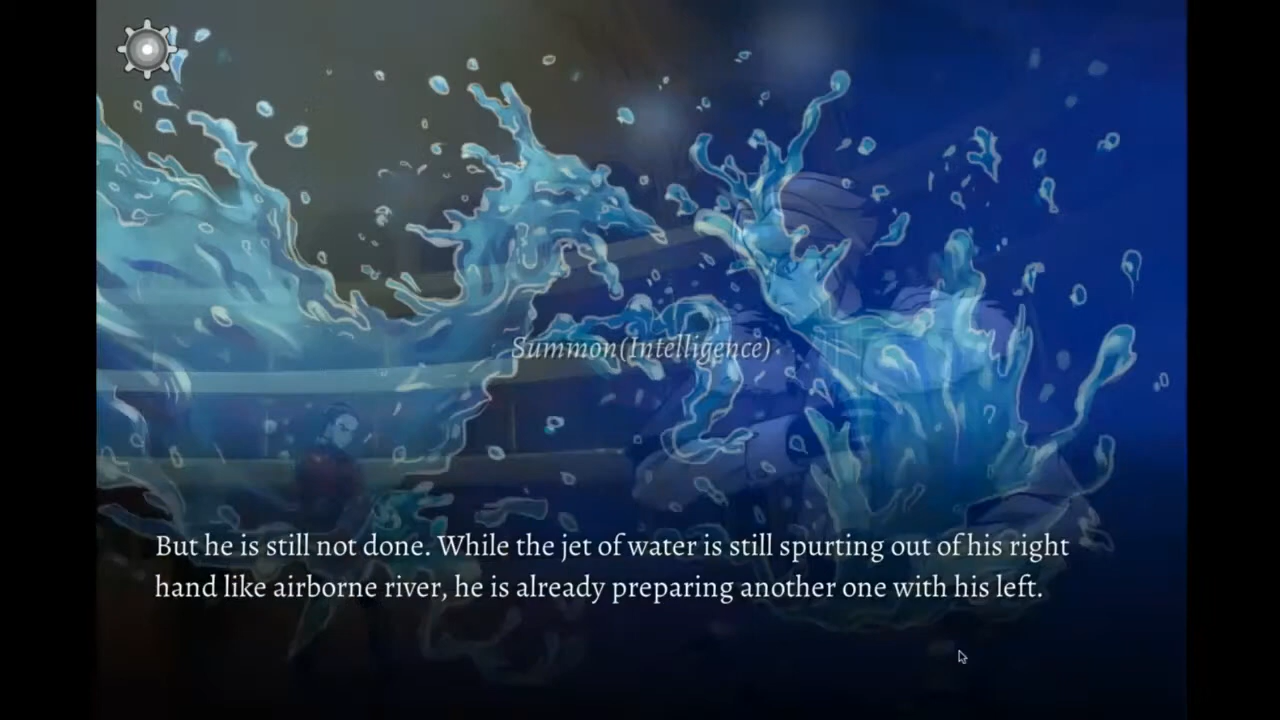 Summon(Intelligence)
But he is still not done. While the jet of water is still spurting out of his right
hand like airborne river, he is already preparing another one with his left.